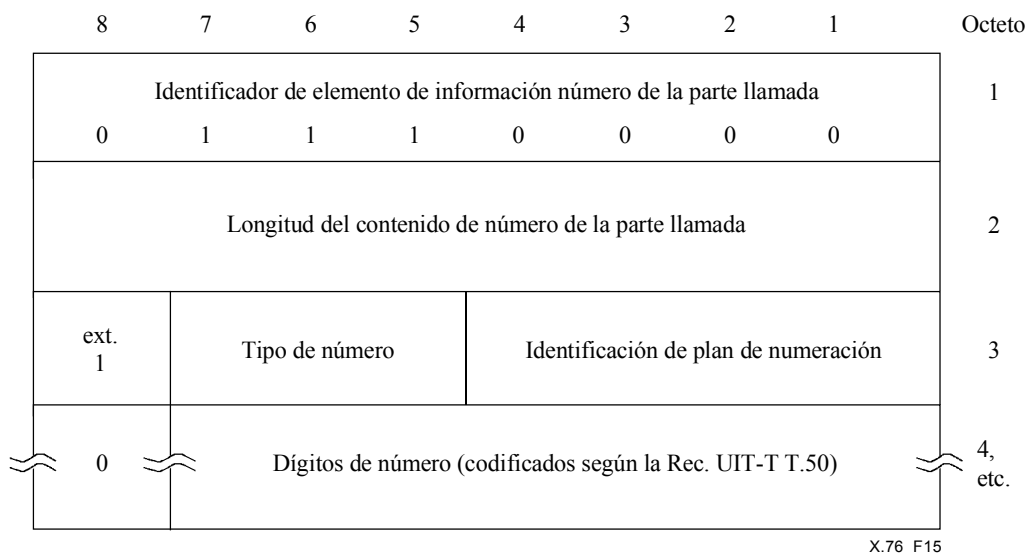 8 7 6 5 4 3 2 1 Octeto
Identificador de elemento de información número de la parte llamada
0 1 1 1 0 0 0 0
1
Longitud del contenido de número de la parte llamada
2
ext.
1
Tipo de número
Identificación de plan de numeración
3
0
Dígitos de número (codificados según la Rec. UIT-T T.50)
4,
etc.
X.76_F15